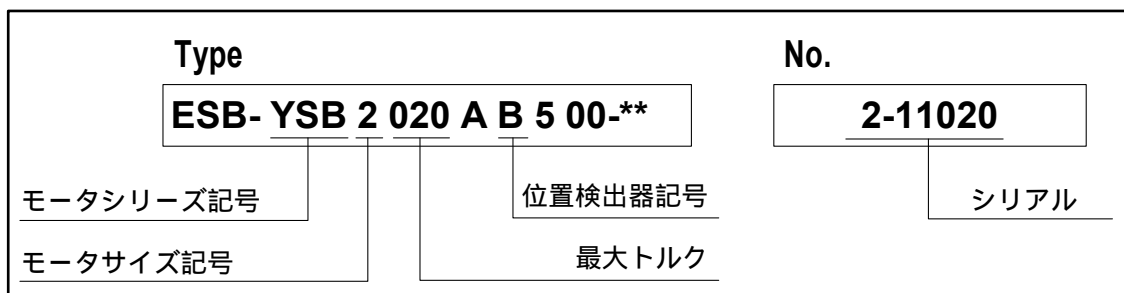 Type No.
ESB- YSB 2 020 A B 5 00-** 2-11020
モータシリーズ記号 位置検出器記号 シリアル
モータサイズ記号 最大トルク